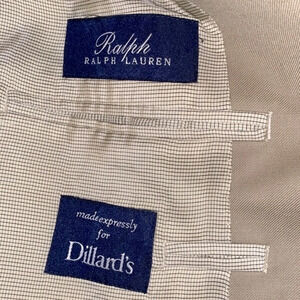 Ralph
RALPH LAUREN
made expressly
for
Dillard's